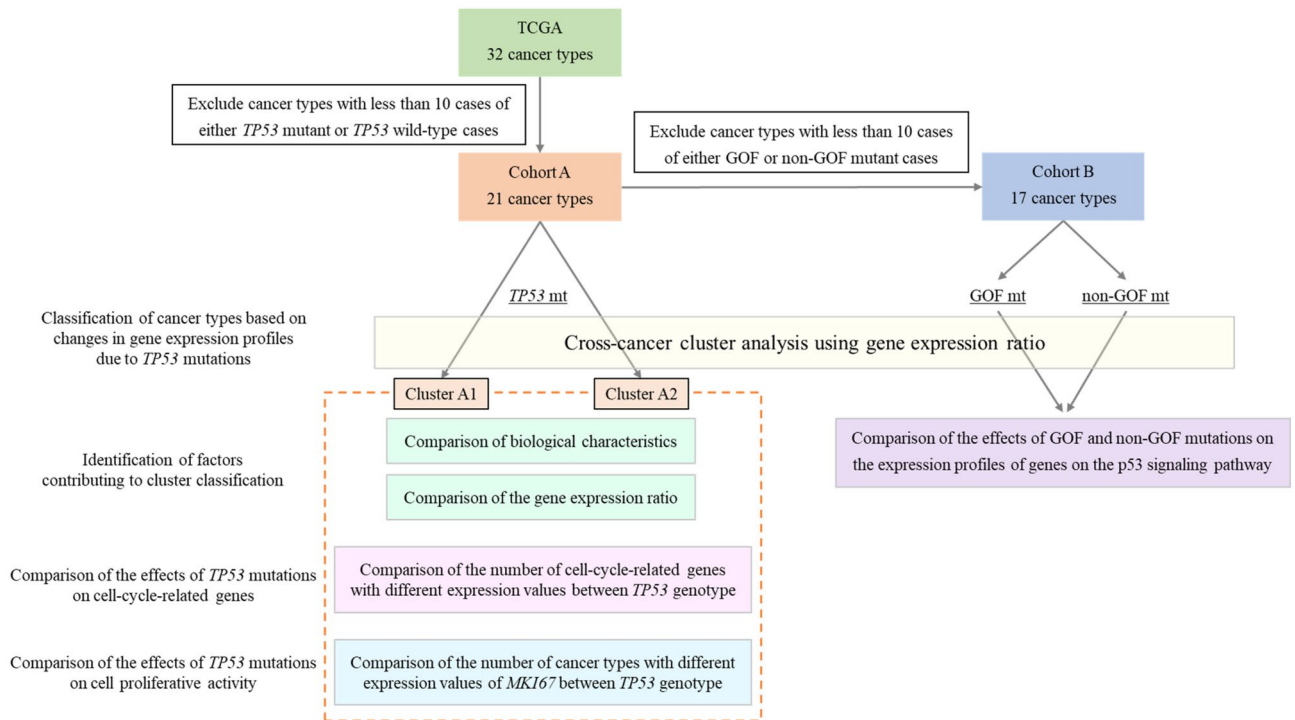 TCGA
32 cancer types
Exclude cancer types with less than 10 cases of
either TP53 mutant or TP53 wild-type cases
Exclude cancer types with less than 10 cases
of either GOF or non-GOF mutant cases
Cohort A
21 cancer types
Cohort B
17 cancer types
TP53 mt
GOF mt
non-GOF mt
Classification of cancer types based on
changes in gene expression profiles
due to TP53 mutations
Cross-cancer cluster analysis using gene expression ratio
Cluster A1
Cluster A2
Identification of factors
contributing to cluster classification
Comparison of biological characteristics
Comparison of the gene expression ratio
Comparison of the effects of GOF and non-GOF mutations on
the expression profiles of genes on the p53 signaling pathway
Comparison of the effects of TP53 mutations
on cell-cycle-related genes
Comparison of the number of cell-cycle-related genes
with different expression values between TP53 genotype
Comparison of the effects of TP53 mutations
on cell proliferative activity
Comparison of the number of cancer types with different
expression values of MKI67 between TP53 genotype